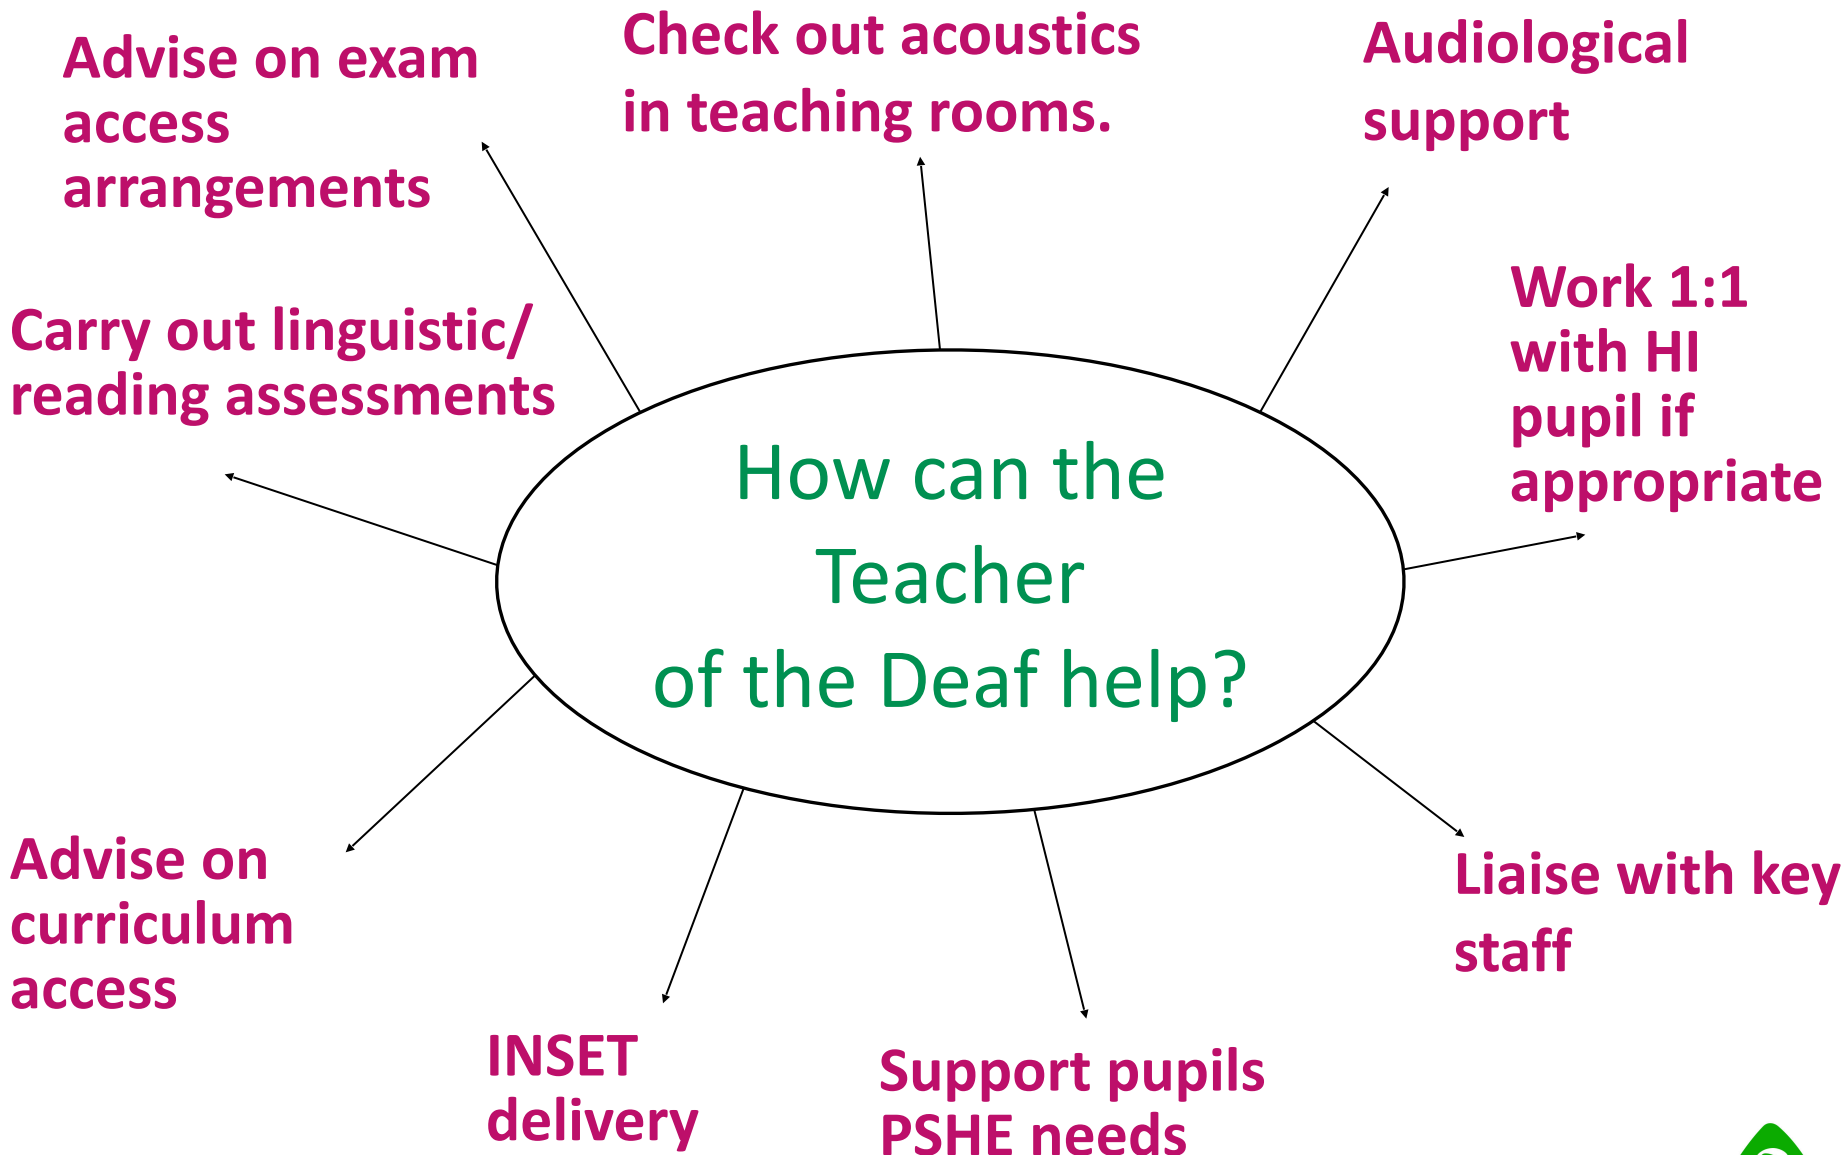 Advise on exam
access
arrangements
Check out acoustics
in teaching rooms.
Audiological
support
Work 1:1
with HI
pupil if
appropriate
Carry out linguistic/
reading assessments
How can the
Teacher
of the Deaf help?
Advise on
curriculum
access
Liaise with key
staff
INSET
delivery
Support pupils
PSHE needs